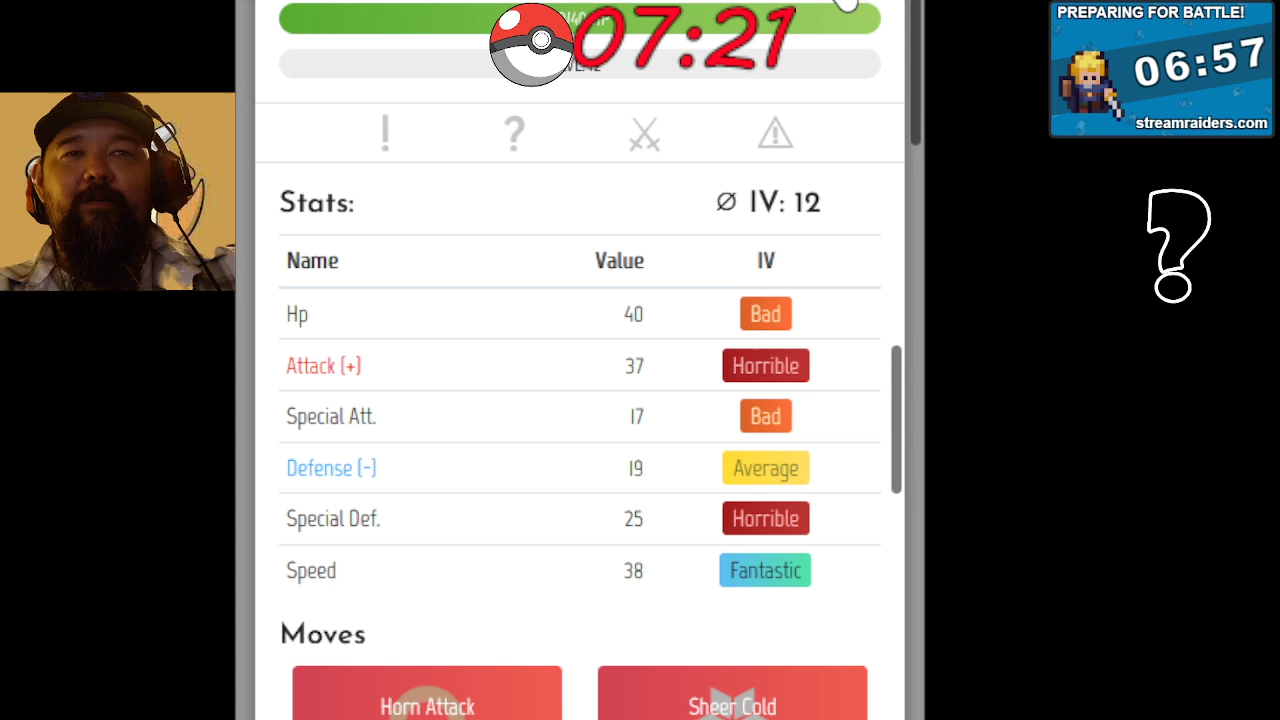 07:21
PREPARING FOR BATTLE!
06:57
streamraiders.com
!
?
Stats:
Ø IV: 12
Name Value IV
Hp 40 Bad
Attack (+) 37 Horrible
Special Att. 17 Bad
Defense (-) 19 Average
Special Def. 25 Horrible
Speed 38 Fantastic
Moves
Horn Attack Sheer Cold
?